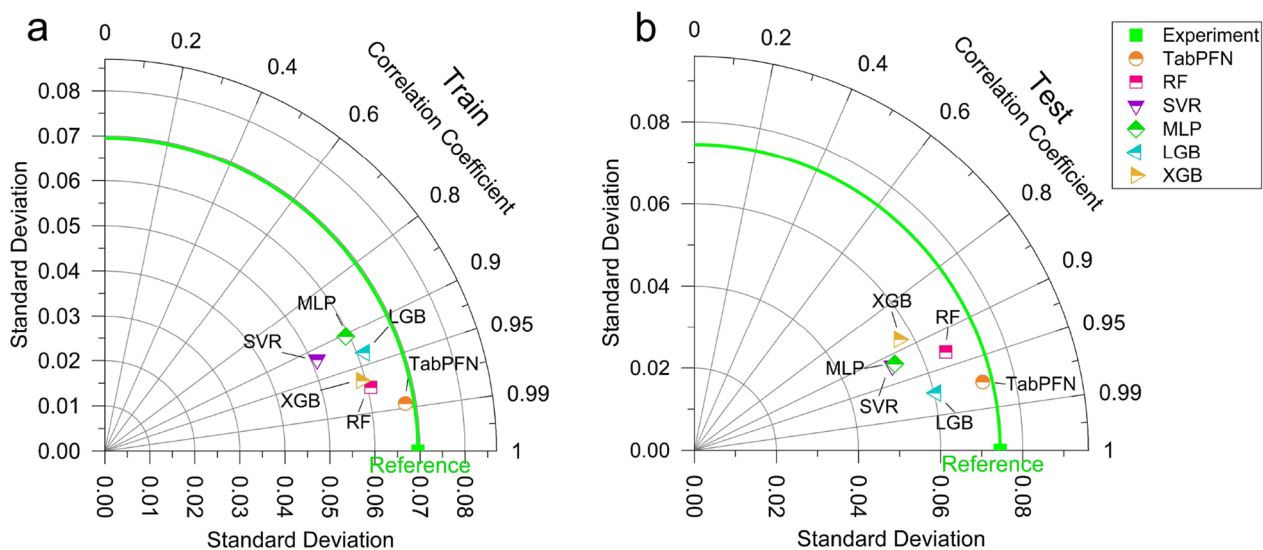 a
0
0.2
0.4
0.6
0.8
0.9
0.95
0.99
1
Train
Correlation Coefficient
Standard Deviation
0.08
0.07
0.06
0.05
0.04
0.03
0.02
0.01
0.00
MLP
LGB
SVR
TabPFN
XGB
RF
Reference
0.00
0.01
0.02
0.03
0.04
0.05
0.06
0.07
0.08
Standard Deviation
b
0
0.2
0.4
0.6
0.8
0.9
0.95
0.99
1
Test
Correlation Coefficient
Standard Deviation
0.08
0.06
0.04
0.02
0.00
XGB
RF
MLP
TabPFN
SVR
LGB
Reference
0.00
0.02
0.04
0.06
0.08
Standard Deviation
Experiment
TabPFN
RF
SVR
MLP
LGB
XGB